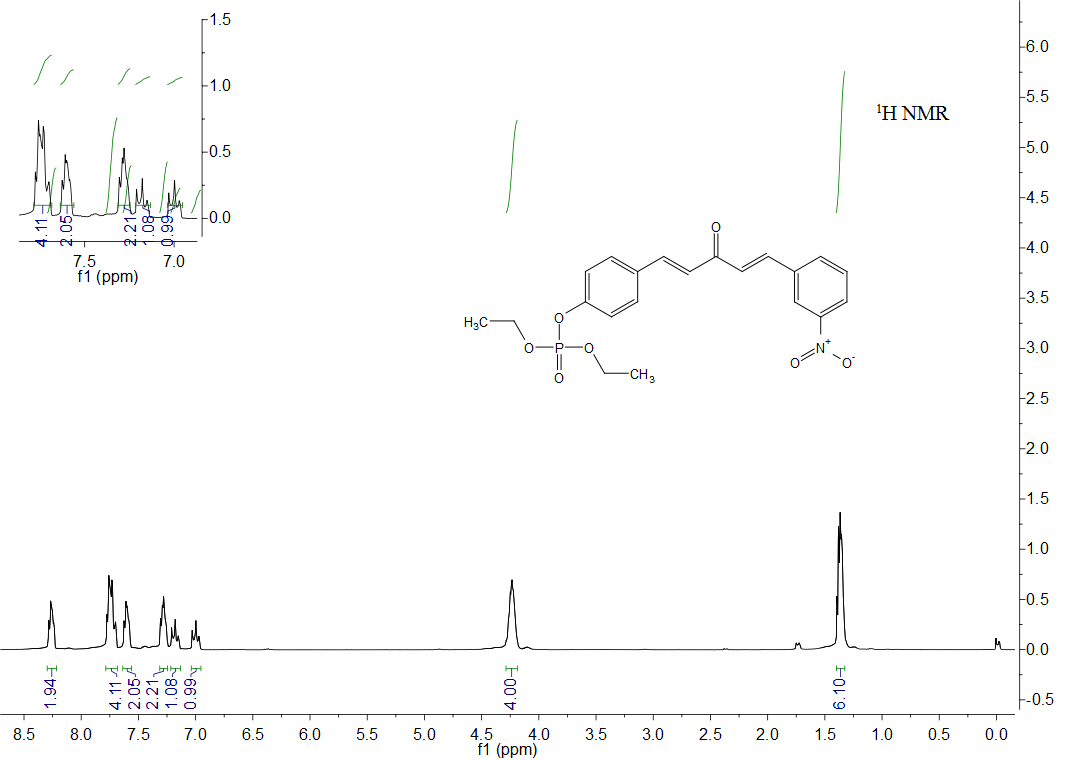 1.5
1.0
0.5
0.0
4.11
2.05
2.21
1.08
0.99
7.5
7.0
f1 (ppm)
¹H NMR
6.0
5.5
5.0
4.5
4.0
3.5
3.0
2.5
2.0
1.5
1.0
0.5
0.0
-0.5
O
H₃C
O
O
P
O
O
CH₃
N⁺
O
O⁻
1.94
4.11
2.05
2.21
1.08
0.99
4.00
6.10
8.5 8.0 7.5 7.0 6.5 6.0 5.5 5.0 4.5 4.0 3.5 3.0 2.5 2.0 1.5 1.0 0.5 0.0
f1 (ppm)